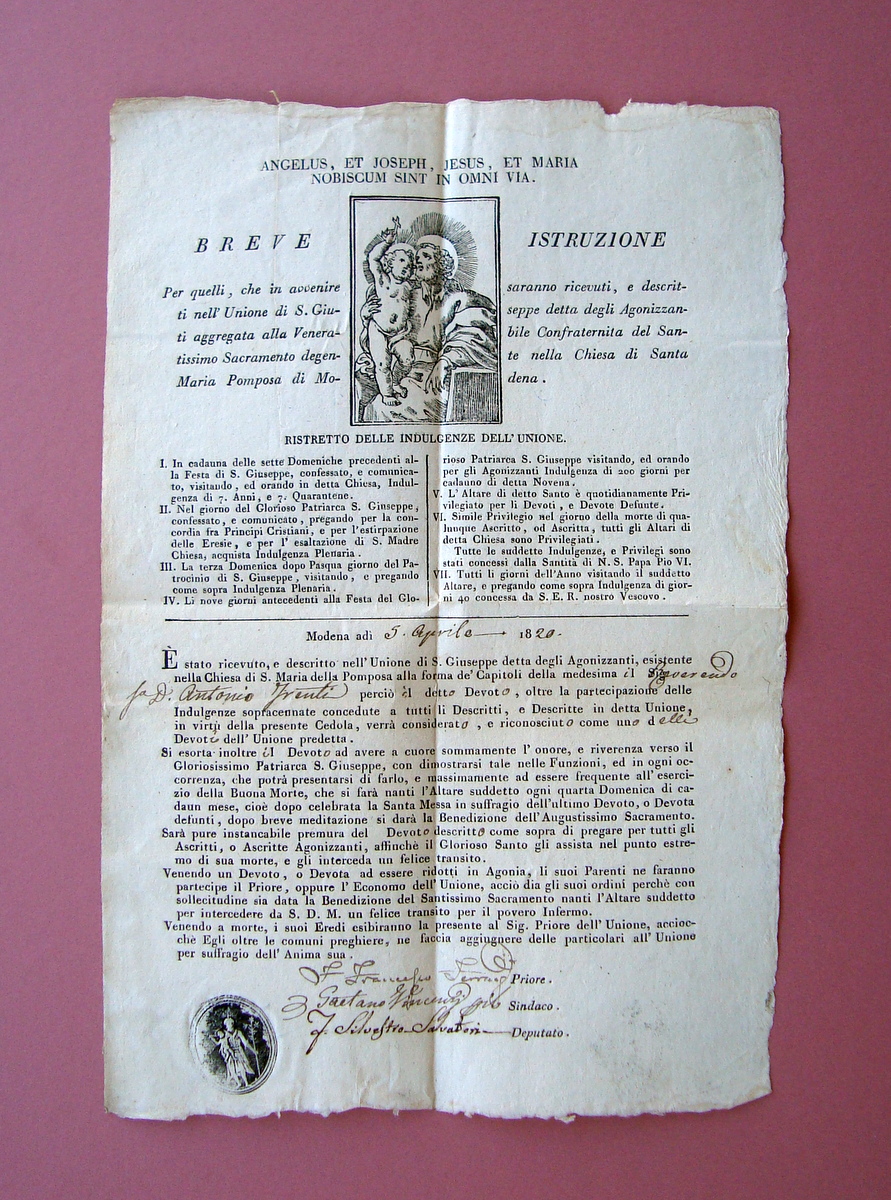 ANGELUS, ET JOSEPH, JESUS, ET MARIA
NOBISCUM SINT IN OMNI VIA.
BREVE ISTRUZIONE
Per quelli, che in avvenire saranno ricevuti, e descrit-
ti nell' Unione di S. Giu- seppe detta degli Agonizzan-
ti aggregata alla Venera- bile Confraternita del San-
tissimo Sacramento degen- te nella Chiesa di Santa
Maria Pomposa di Mo- dena.
RISTRETTO DELLE INDULGENZE DELL'UNIONE.
I. In cadauna delle sette Domeniche precedenti al-
la Festa di S. Giuseppe, confessato, e comunica-
to, visitando, ed orando in detta Chiesa, Indul-
genza di 7. Anni, e 7. Quarantene.
II. Nel giorno del Glorioso Patriarca S. Giuseppe,
confessato, e comunicato, pregando per la con-
cordia fra Principi Cristiani, e per l'estirpazione
delle Eresie, e per l' esaltazione di S. Madre
Chiesa, acquista Indulgenza Plenaria.
III. La terza Domenica dopo Pasqua giorno del Pa-
trocinio di S. Giuseppe, visitando, e pregando
come sopra Indulgenza Plenaria.
IV. Li nove giorni antecedenti alla Festa del Glo-
rioso Patriarca S. Giuseppe visitando, ed orando
per gli Agonizzanti Indulgenza di 200 giorni per
cadauno di detta Novena.
V. L'Altare di detto Santo è quotidianamente Pri-
vilegiato per li Devoti, e Devote Defunte.
VI. Simile Privilegio nel giorno della morte di qua-
lunque Ascritto, od Ascritta, tutti gli Altari di
detta Chiesa sono Privilegiati.
Tutte le suddette Indulgenze, e Privilegi sono
stati concessi dalla Santità di N. S. Papa Pio VI.
VII. Tutti li giorni dell'Anno visitando il suddetto
Altare, e pregando come sopra Indulgenza di gior-
ni 40 concessa da S. E. R. nostro Vescovo.
Modena adì 5. Aprile 1820.
È stato ricevuto, e descritto nell'Unione di S. Giuseppe detta degli Agonizzanti, esistente
nella Chiesa di S. Maria della Pomposa alla forma de' Capitoli della medesima il Reverendo
D. Antonio Trenti perciò il detto Devoto, oltre la partecipazione delle
Indulgenze sopracennate concedute a tutti li Descritti, e Descritte in detta Unione,
in virtù della presente Cedola, verrà considerato, e riconosciuto come uno delli
Devoti dell' Unione predetta.
Si esorta inoltre il Devoto ad avere a cuore sommamente l' onore, e riverenza verso il
Gloriosissimo Patriarca S. Giuseppe, con dimostrarsi tale nelle Funzioni, ed in ogni oc-
correnza, che potrà presentarsi di farlo, e massimamente ad essere frequente all' eserci-
zio della Buona Morte, che si farà nanti l'Altare suddetto ogni quarta Domenica di ca-
daun mese, cioè dopo celebrata la Santa Messa in suffragio dell'ultimo Devoto, o Devota
defunti, dopo breve meditazione si darà la Benedizione dell'Augustissimo Sacramento.
Sarà pure instancabile premura del Devoto descritto come sopra di pregare per tutti gli
Ascritti, o Ascritte Agonizzanti, affinchè il Glorioso Santo gli assista nel punto estre-
mo di sua morte, e gli interceda un felice transito.
Venendo un Devoto, o Devota ad essere ridotti in Agonia, li suoi Parenti ne faranno
partecipe il Priore, oppure l' Economo dell' Unione, acciò dia gli suoi ordini perchè con
sollecitudine sia data la Benedizione del Santissimo Sacramento nanti l'Altare suddetto
per intercedere da S. D. M. un felice transito per il povero Infermo.
Venendo a morte, i suoi Eredi esibiranno la presente al Sig. Priore dell' Unione, accioc-
chè Egli oltre le comuni preghiere, ne faccia aggiugnere delle particolari all' Unione
per suffragio dell' Anima sua.
Francesco Priore.
Gaetano Vincenzi Sindaco.
Silvestro Salvatori Deputato.